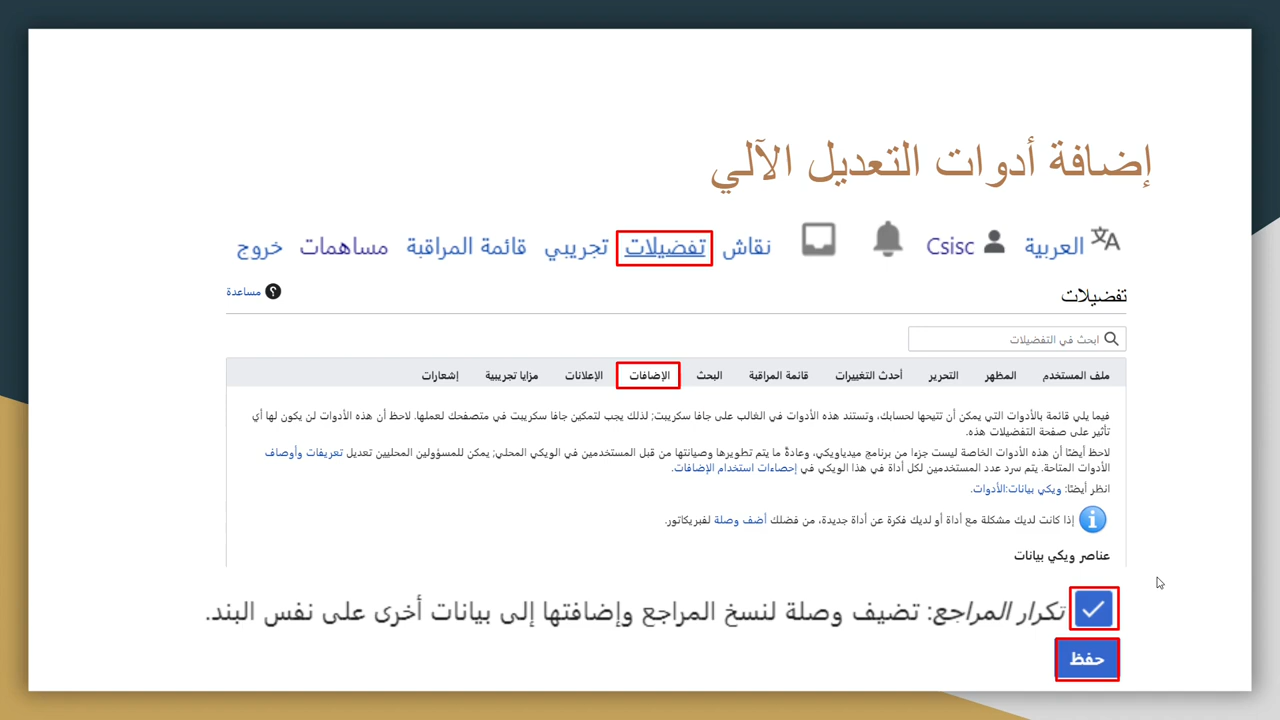 إضافة أدوات التعديل الآلي
العربية Csisc نقاش تفضيلات تجريبي قائمة المراقبة مساهمات خروج
تفضيلات مساعدة
ابحث في التفضيلات
ملف المستخدم المظهر التحرير أحدث التغييرات قائمة المراقبة البحث الإضافات الإعلانات مزايا تجريبية إشعارات
فيما يلي قائمة بالأدوات التي يمكن أن تتيحها لحسابك، وتستند هذه الأدوات في الغالب على جافا سكريبت; لذلك يجب لتمكين جافا سكريبت في متصفحك لعملها. لاحظ أن هذه الأدوات لن يكون لها أي
تأثير على صفحة التفضيلات هذه.
لاحظ أيضًا أن هذه الأدوات الخاصة ليست جزءا من برنامج ميدياويكي، وعادةً ما يتم تطويرها وصيانتها من قبل المستخدمين في الويكي المحلي; يمكن للمسؤولين المحليين تعديل تعريفات وأوصاف
الأدوات المتاحة. يتم سرد عدد المستخدمين لكل أداة في هذا الويكي في إحصاءات استخدام الإضافات.
انظر أيضًا: ويكي بيانات:الأدوات.
إذا كانت لديك مشكلة مع أداة أو لديك فكرة عن أداة جديدة، من فضلك أضف وصلة لفبريكاتور.
عناصر ويكي بيانات
تكرار المراجع: تضيف وصلة لنسخ المراجع وإضافتها إلى بيانات أخرى على نفس البند.
حفظ